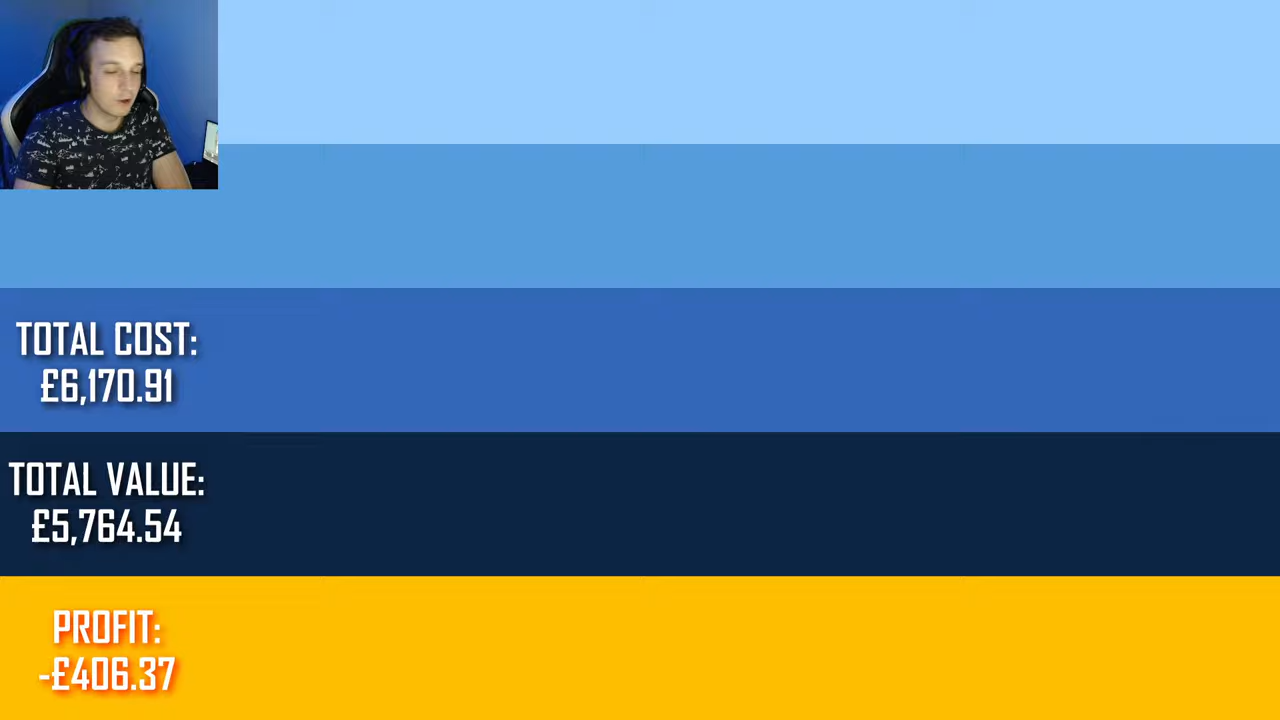 TOTAL COST:
£6,170.91
TOTAL VALUE:
£5,764.54
PROFIT:
-£406.37